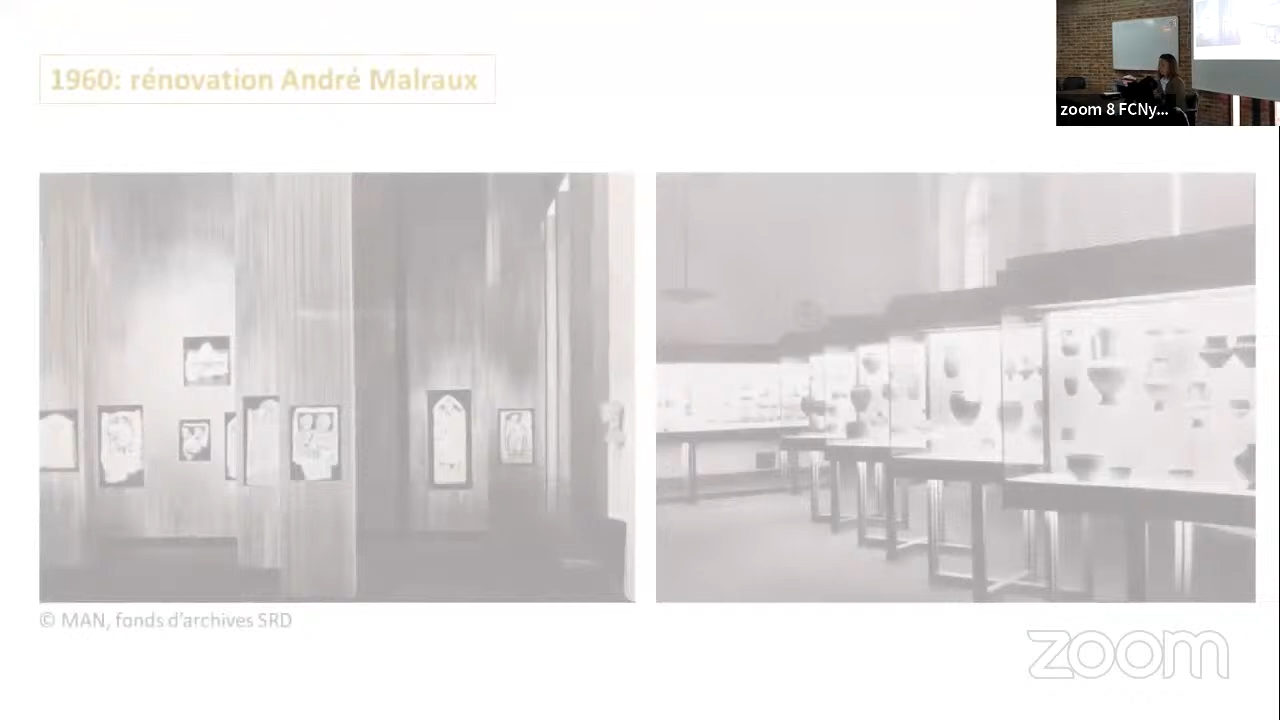 1960: rénovation André Malraux
zoom 8 FCNy...
© MAN, fonds d'archives SRD
zoom